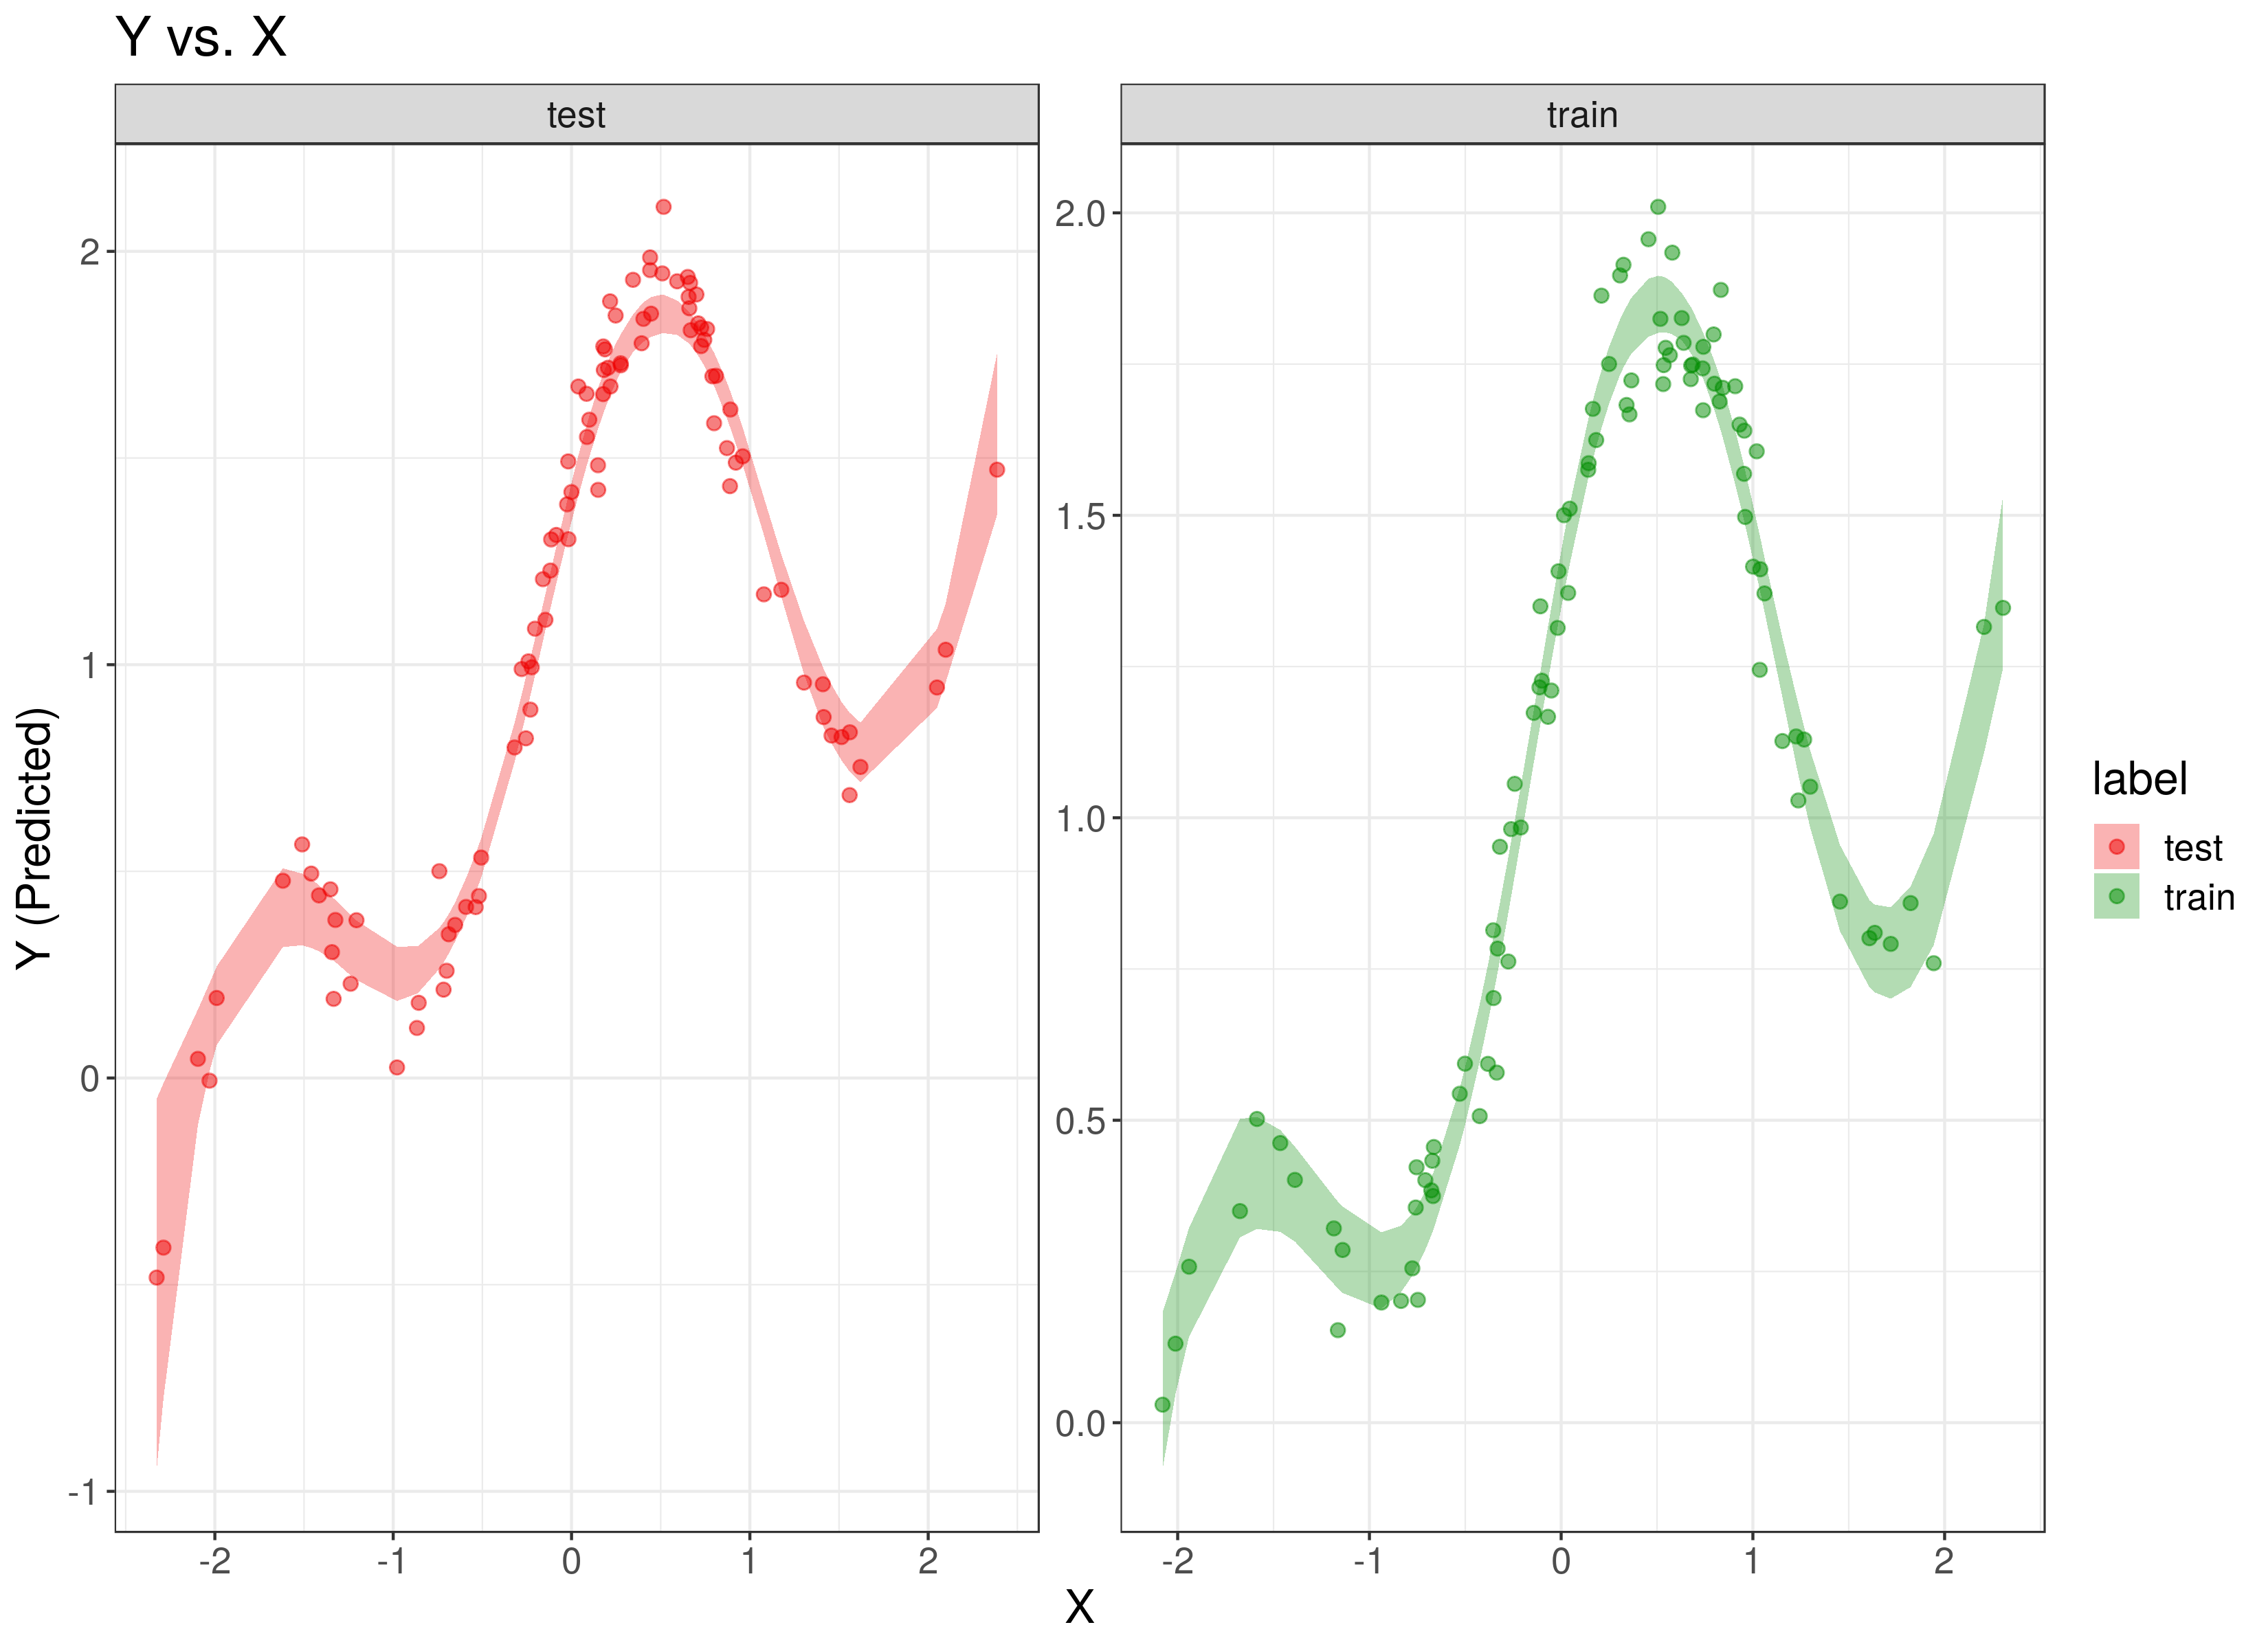 Y vs. X
test
train
Y (Predicted)
2
1
0
-1
2.0
1.5
1.0
0.5
0.0
-2 -1 0 1 2
-2 -1 0 1 2
X
label
test
train